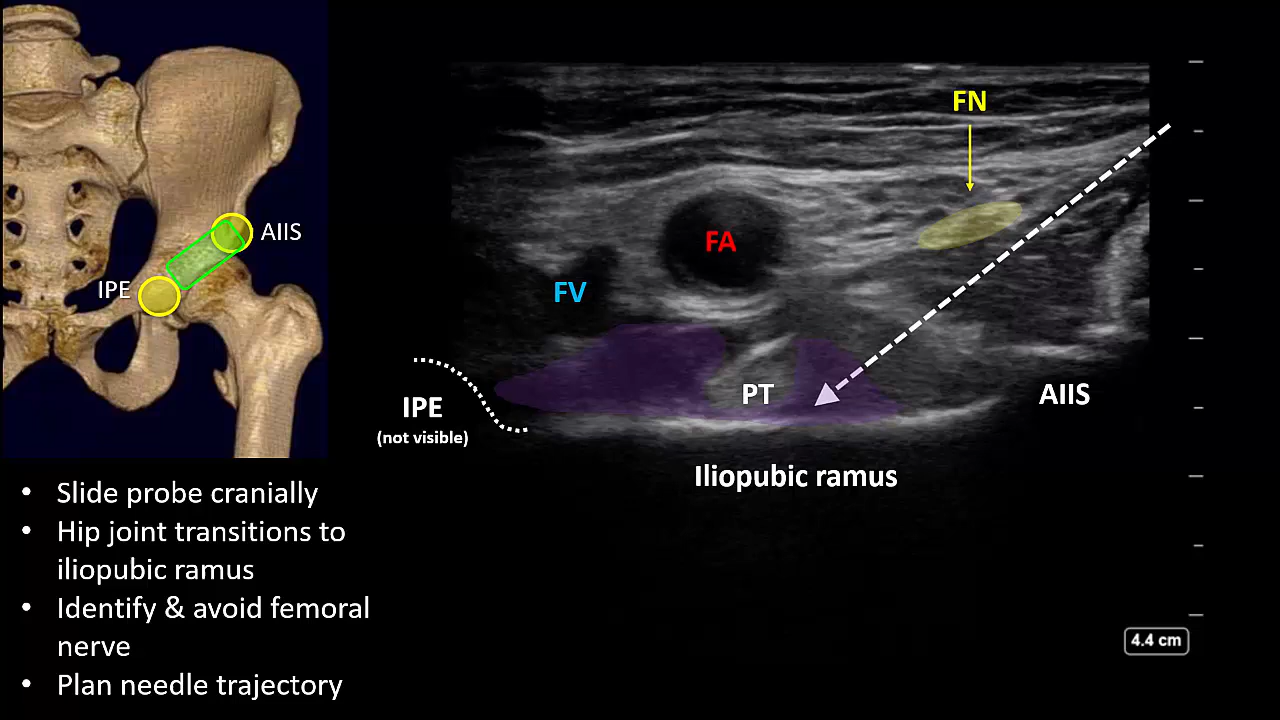 AIIS
IPE
FN
FA
FV
PT
IPE
(not visible)
AIIS
Iliopubic ramus
4.4 cm
• Slide probe cranially
• Hip joint transitions to
iliopubic ramus
• Identify & avoid femoral
nerve
• Plan needle trajectory